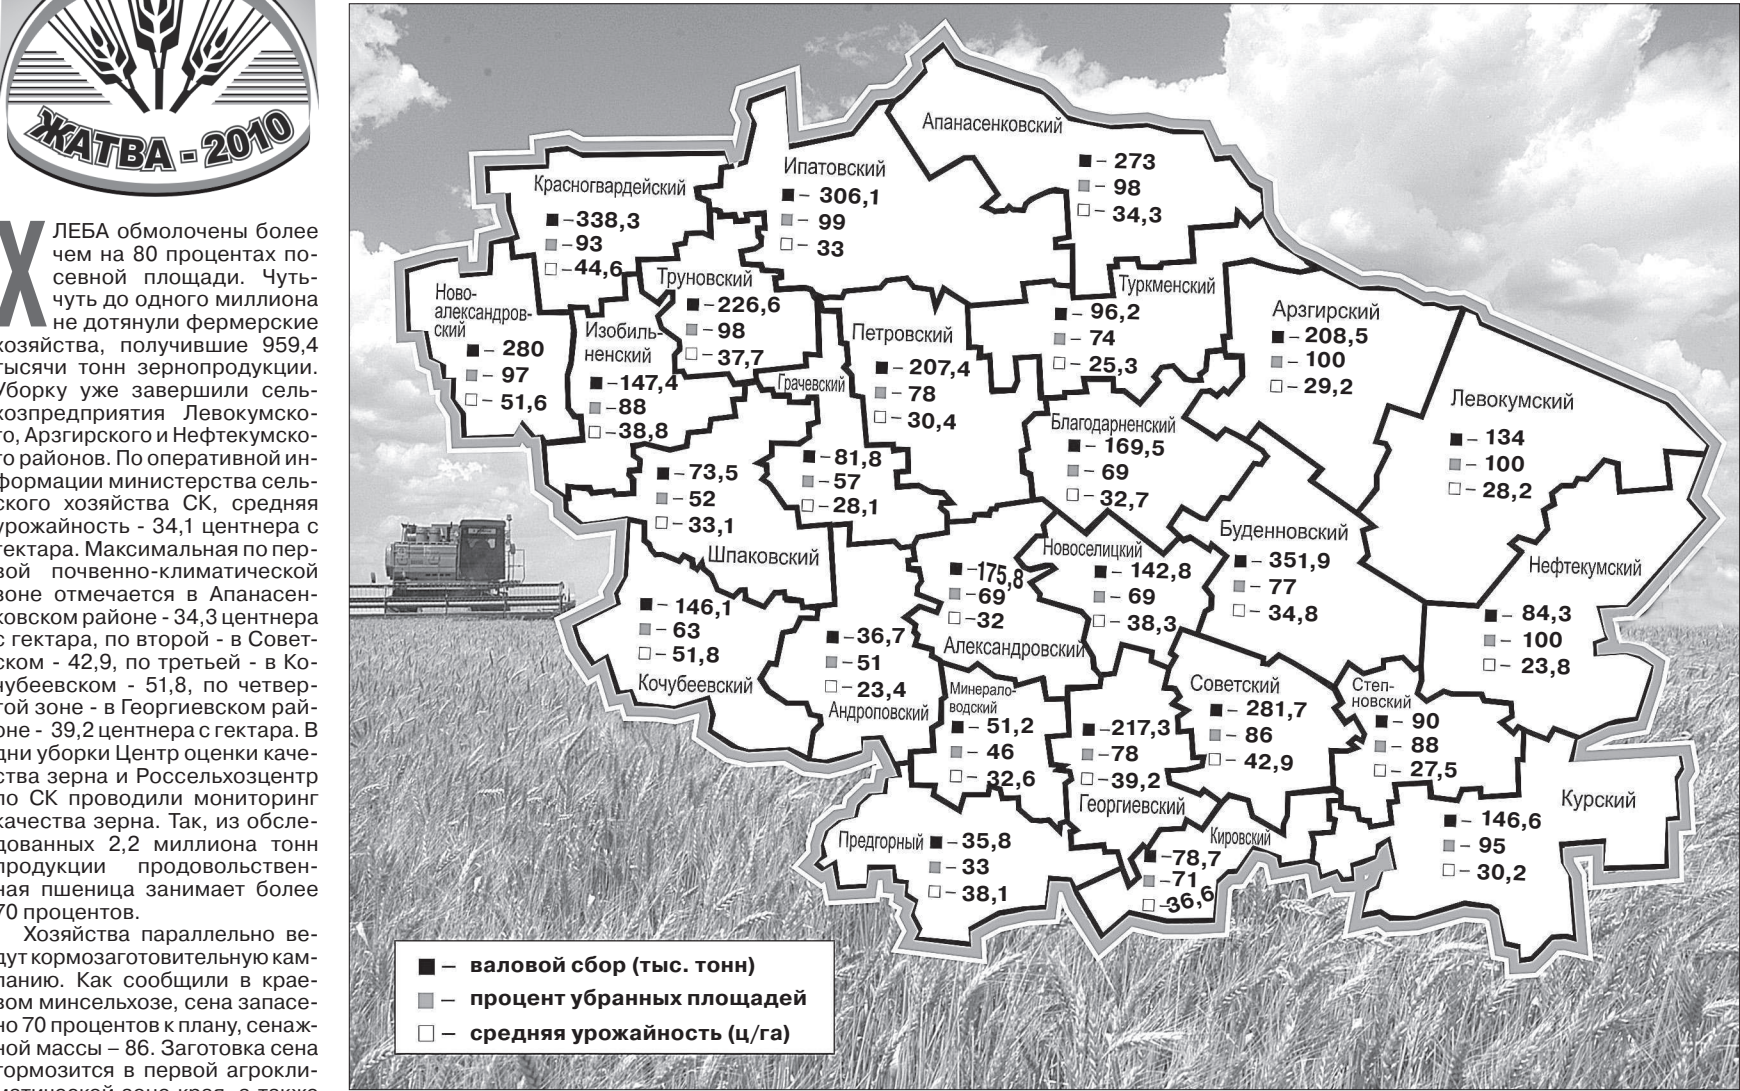 ЖАТВА - 2010
ХЛЕБА обмолочены более
чем на 80 процентах по-
севной площади. Чуть-
чуть до одного миллиона
не дотянули фермерские
хозяйства, получившие 959,4
тысячи тонн зернопродукции.
Уборку уже завершили сель-
хозпредприятия Левокумско-
го, Арзгирского и Нефтекумско-
го районов. По оперативной ин-
формации министерства сель-
ского хозяйства СК, средняя
урожайность - 34,1 центнера с
гектара. Максимальная по пер-
вой почвенно-климатической
зоне отмечается в Апанасен-
ковском районе - 34,3 центнера
с гектара, по второй - в Совет-
ском - 42,9, по третьей - в Ко-
чубеевском - 51,8, по четвер-
той зоне - в Георгиевском рай-
оне - 39,2 центнера с гектара. В
дни уборки Центр оценки каче-
ства зерна и Россельхозцентр
по СК проводили мониторинг
качества зерна. Так, из обсле-
дованных 2,2 миллиона тонн
продукции продовольствен-
ная пшеница занимает более
70 процентов.
Хозяйства параллельно ве-
дут кормозаготовительную кам-
панию. Как сообщили в крае-
вом минсельхозе, сена запасе-
но 70 процентов к плану, сенаж-
ной массы – 86. Заготовка сена
тормозится в первой агрокли-
матической зоне края, а также
Апанасенковский
– 273
– 98
– 34,3
Ипатовский
– 306,1
– 99
– 33
Красногвардейский
–338,3
–93
–44,6
Труновский
–226,6
–98
–37,7
Туркменский
– 96,2
– 74
– 25,3
Ново-
александров-
ский
– 280
– 97
– 51,6
Изобиль-
ненский
–147,4
–88
–38,8
Петровский
– 207,4
– 78
– 30,4
Арзгирский
– 208,5
– 100
– 29,2
Грачевский
–81,8
–57
–28,1
Левокумский
– 134
– 100
– 28,2
Благодарненский
– 169,5
– 69
– 32,7
–73,5
–52
–33,1
Шпаковский
Буденновский
– 351,9
– 77
– 34,8
Новоселицкий
– 142,8
– 69
– 38,3
–175,8
–69
–32
Александровский
Нефтекумский
– 84,3
– 100
– 23,8
– 146,1
– 63
– 51,8
Кочубеевский
–36,7
–51
–23,4
Андроповский
Минерало-
водский
– 51,2
– 46
– 32,6
–217,3
–78
–39,2
Георгиевский
Советский
– 281,7
– 86
– 42,9
Степ-
новский
– 90
– 88
– 27,5
Курский
– 146,6
– 95
– 30,2
Предгорный
– 35,8
– 33
– 38,1
Кировский
–78,7
–71
–36,6
– валовой сбор (тыс. тонн)
– процент убранных площадей
– средняя урожайность (ц/га)